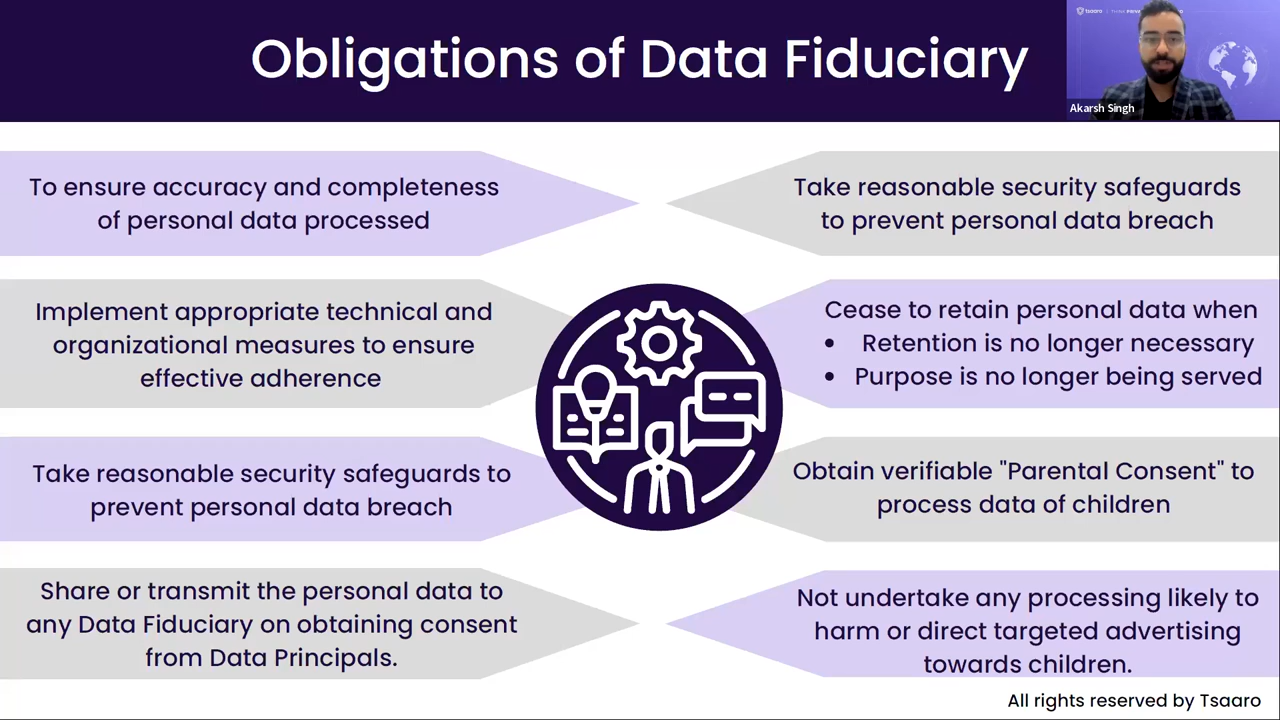 Obligations of Data Fiduciary
tsaaro
Akarsh Singh
To ensure accuracy and completeness
of personal data processed
Take reasonable security safeguards
to prevent personal data breach
Implement appropriate technical and
organizational measures to ensure
effective adherence
Cease to retain personal data when
• Retention is no longer necessary
• Purpose is no longer being served
Take reasonable security safeguards to
prevent personal data breach
Obtain verifiable "Parental Consent" to
process data of children
Share or transmit the personal data to
any Data Fiduciary on obtaining consent
from Data Principals.
Not undertake any processing likely to
harm or direct targeted advertising
towards children.
All rights reserved by Tsaaro